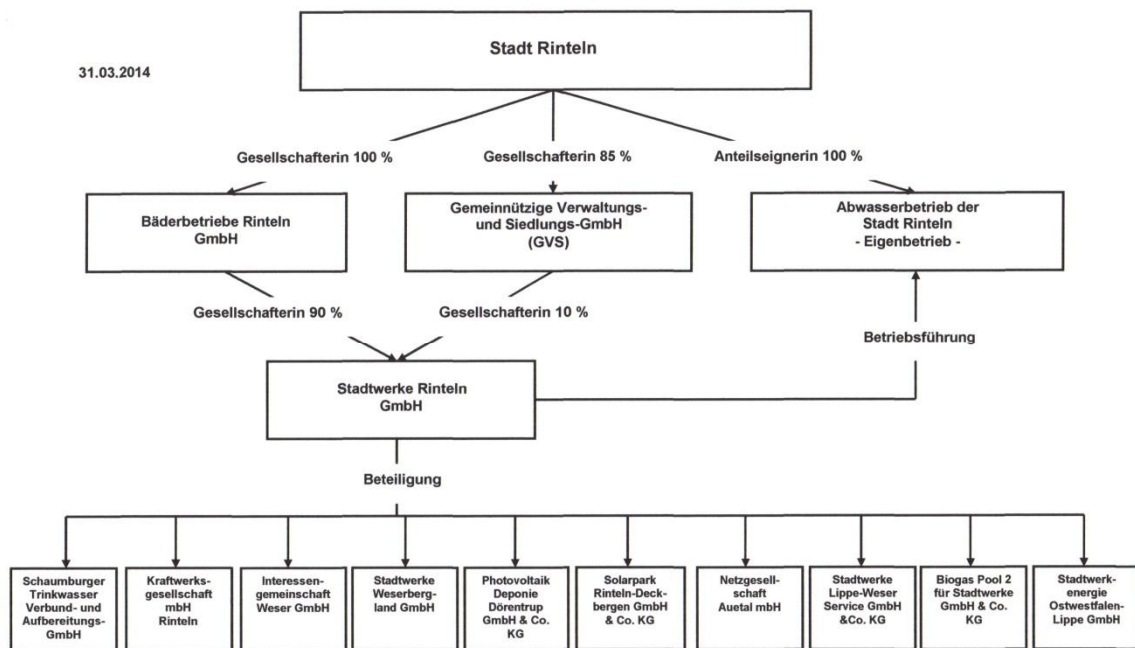 Stadt Rinteln
31.03.2014
Gesellschafterin 100 %
Gesellschafterin 85 %
Anteilseignerin 100 %
Bäderbetriebe Rinteln
GmbH
Gemeinnützige Verwaltungs-
und Siedlungs-GmbH
(GVS)
Abwasserbetrieb der
Stadt Rinteln
- Eigenbetrieb -
Gesellschafterin 90 %
Gesellschafterin 10 %
Betriebsführung
Stadtwerke Rinteln
GmbH
Beteiligung
Schaumburger
Trinkwasser
Verbund- und
Aufbereitungs-
GmbH
Kraftwerks-
gesellschaft
mbH
Rinteln
Interessen-
gemeinschaft
Weser GmbH
Stadtwerke
Weserberg-
land GmbH
Photovoltaik
Deponie
Dörentrup
GmbH & Co.
KG
Solarpark
Rinteln-Deck-
bergen GmbH
& Co. KG
Netzgesell-
schaft
Auetal mbH
Stadtwerke
Lippe-Weser
Service GmbH
&Co. KG
Biogas Pool 2
für Stadtwerke
GmbH & Co.
KG
Stadtwerk-
energie
Ostwestfalen-
Lippe GmbH